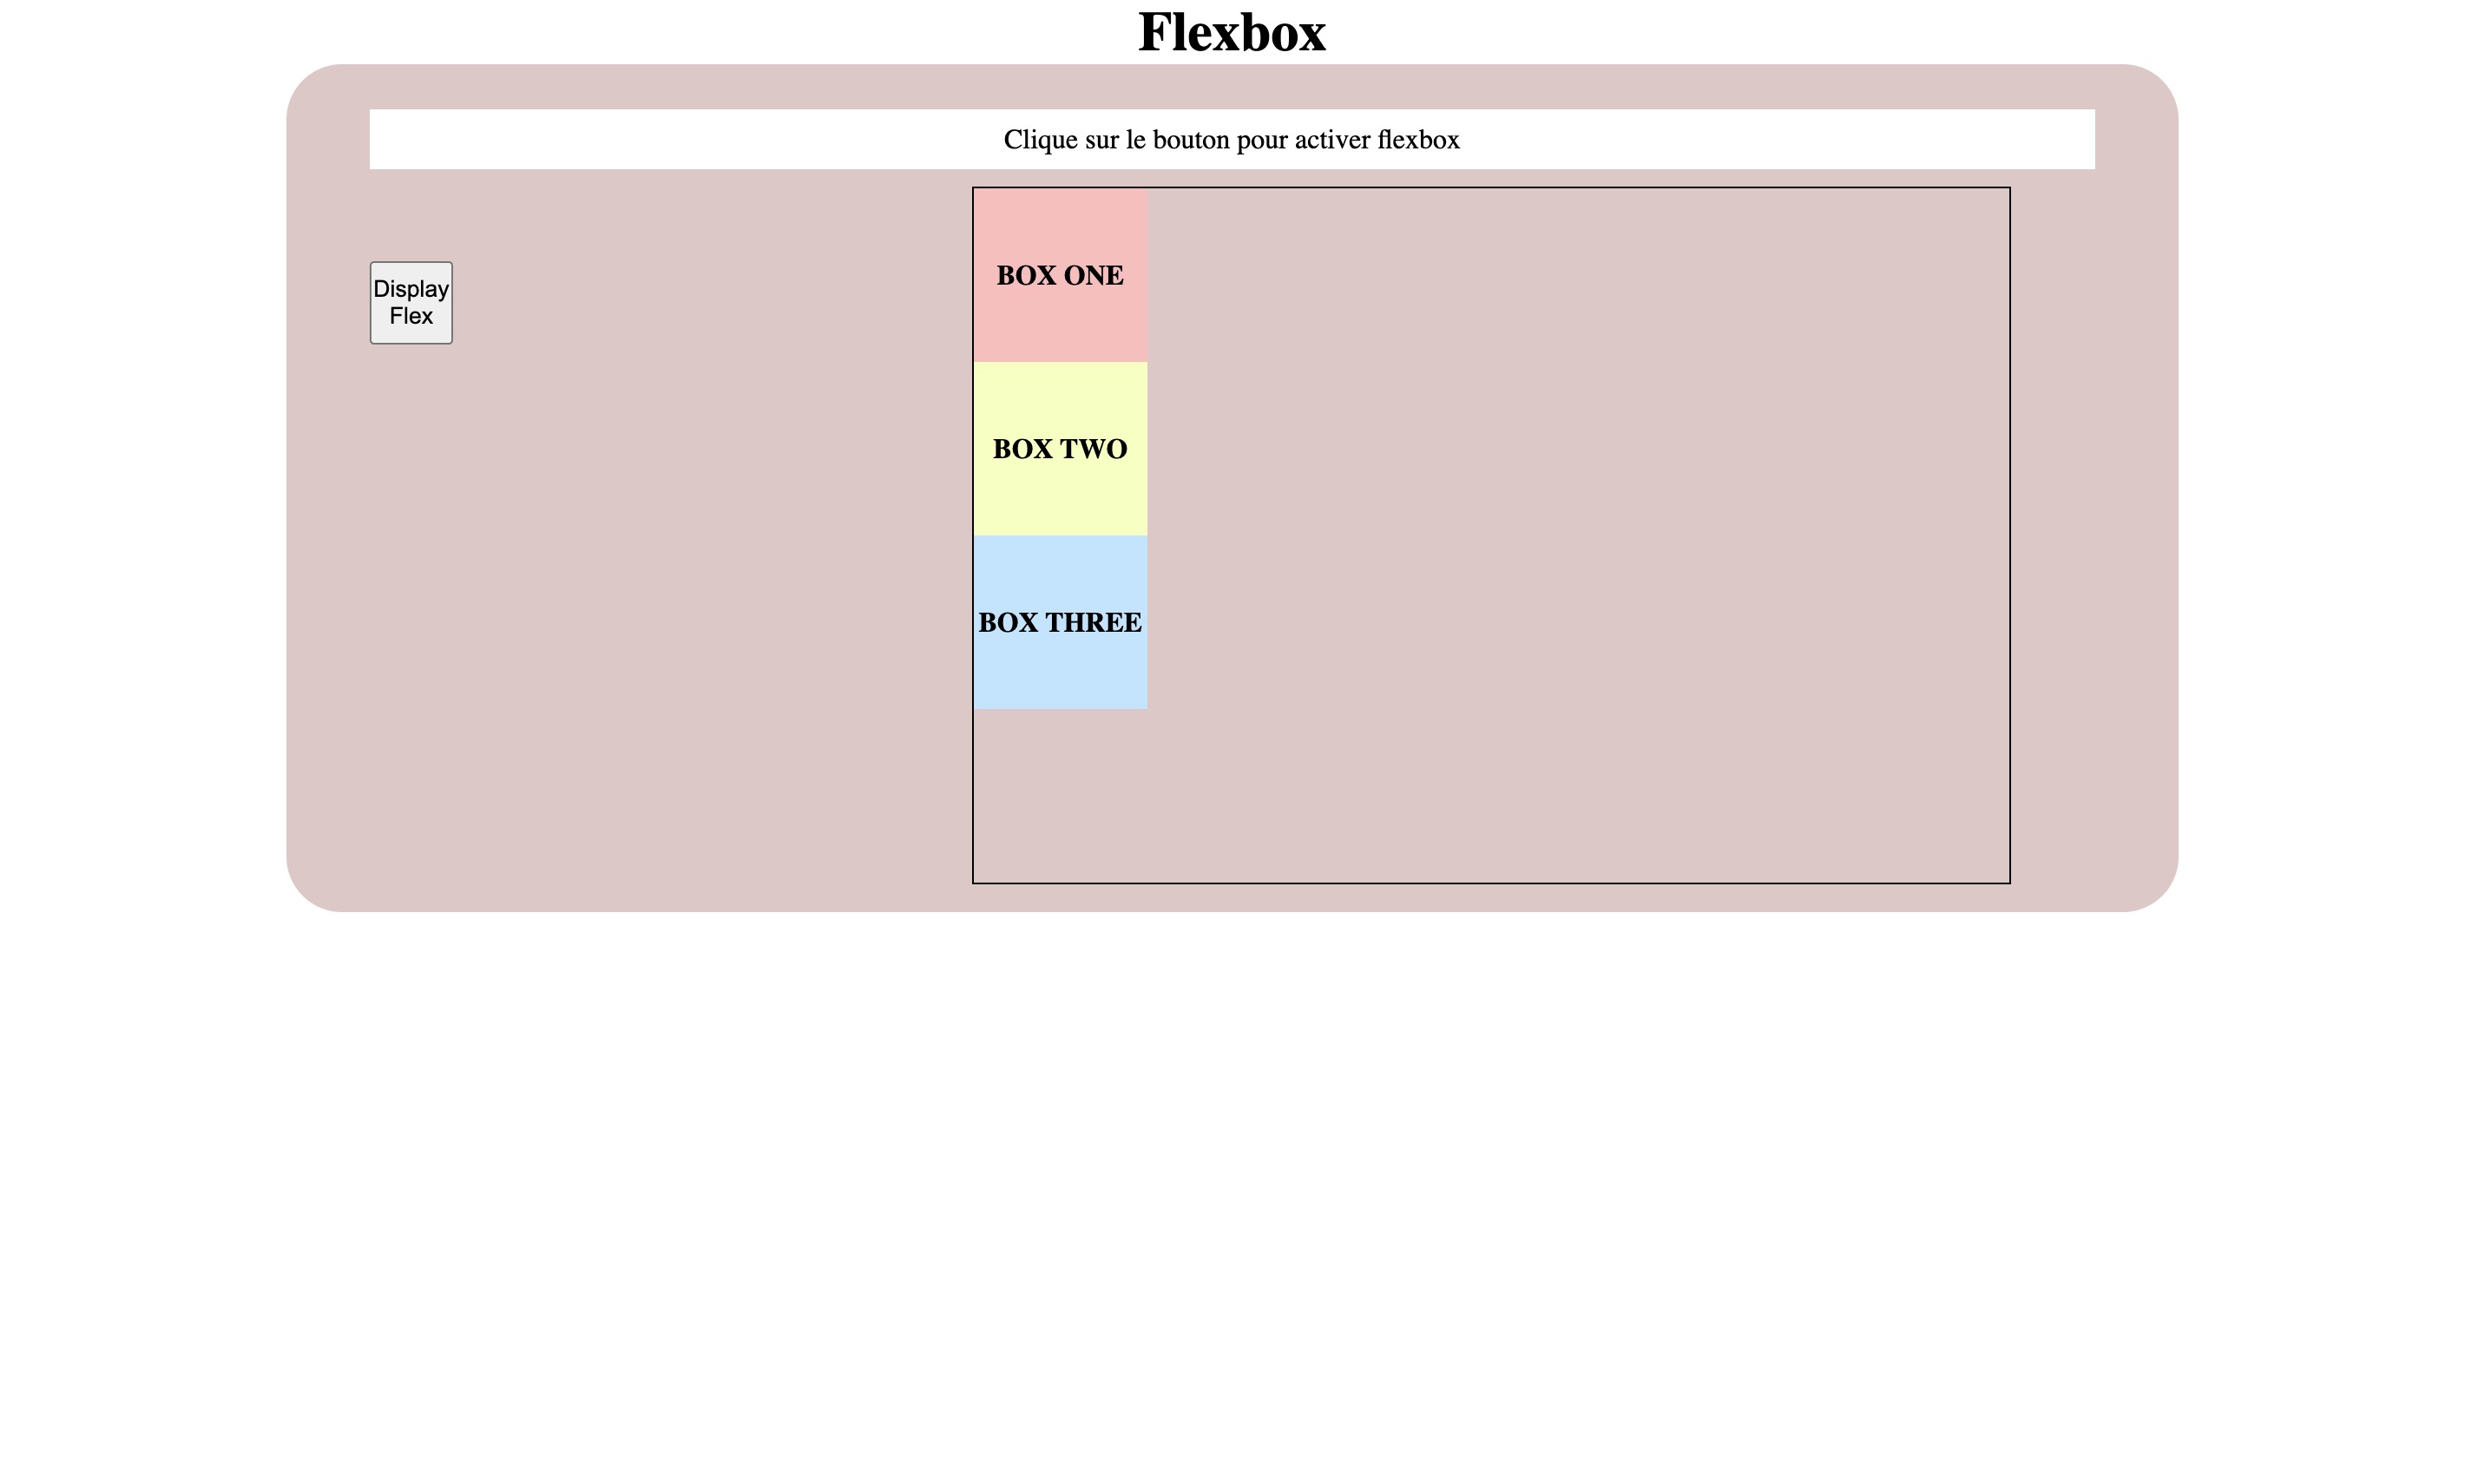 Flexbox
Clique sur le bouton pour activer flexbox
Display
Flex
BOX ONE
BOX TWO
BOX THREE